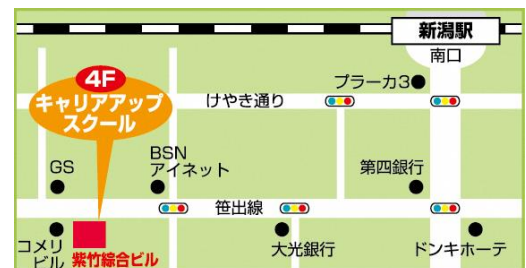 新潟駅
南口
プラーカ3
4F
キャリアアップ
スクール
けやき通り
BSN
アイネット
GS
第四銀行
笹出線
コメリ
ビル
紫竹綜合ビル
大光銀行
ドンキホーテ